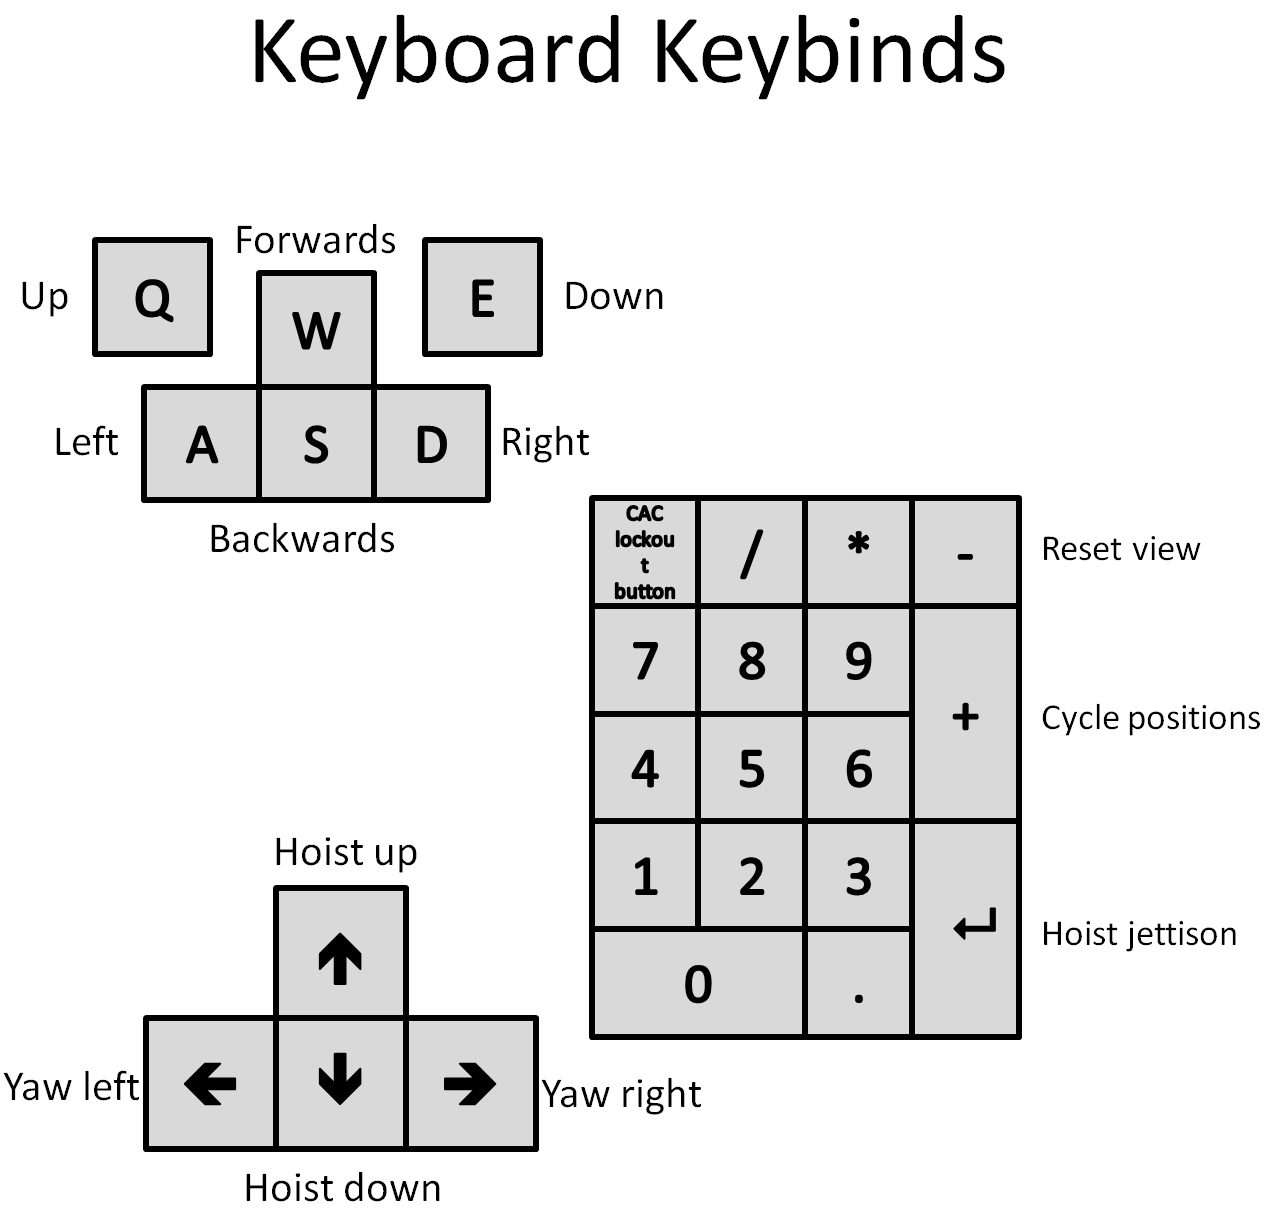 Keyboard Keybinds
Forwards
Up Q W E Down
Left A S D Right
Backwards
CAC
lockou
t
button
/ * - Reset view
7 8 9
+ Cycle positions
4 5 6
Hoist up
1 2 3
↑ ↵ Hoist jettison
0 .
Yaw left ← ↓ → Yaw right
Hoist down